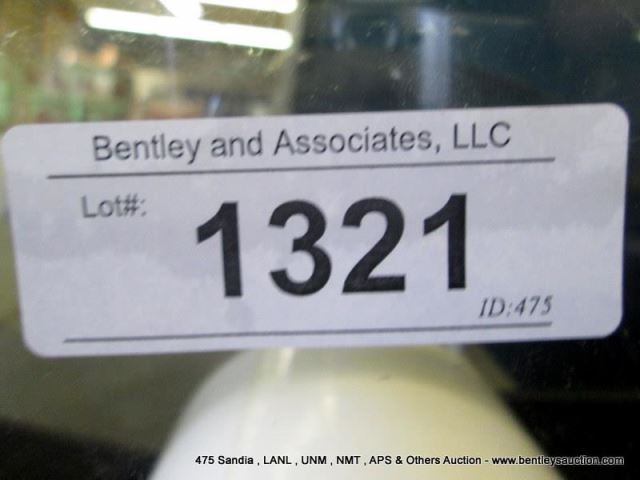 Bentley and Associates, LLC
Lot#:
1321
ID:475
475 Sandia , LANL , UNM , NMT , APS & Others Auction - www.bentleysauction.com